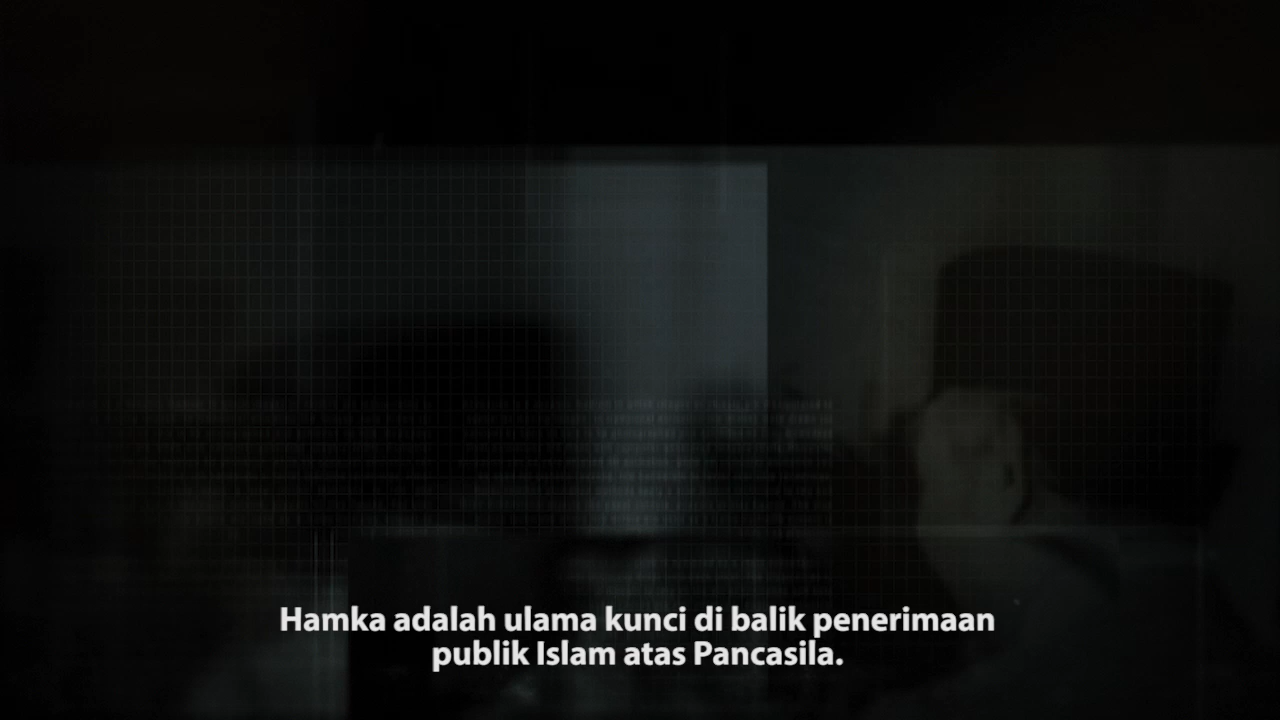 Hamka adalah ulama kunci di balik penerimaan
publik Islam atas Pancasila.